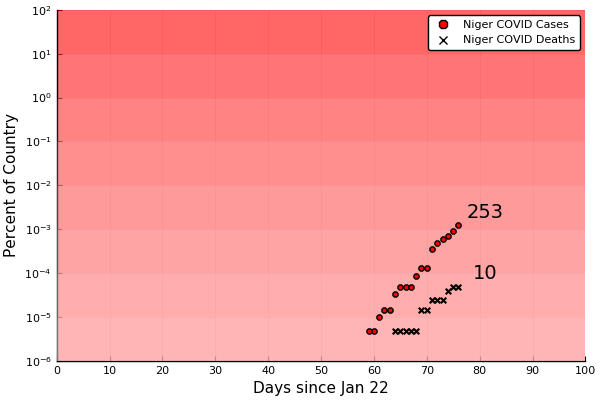 Niger COVID Cases
Niger COVID Deaths
Percent of Country
10²
10¹
10⁰
10⁻¹
10⁻²
10⁻³
10⁻⁴
10⁻⁵
10⁻⁶
253
10
0 10 20 30 40 50 60 70 80 90 100
Days since Jan 22